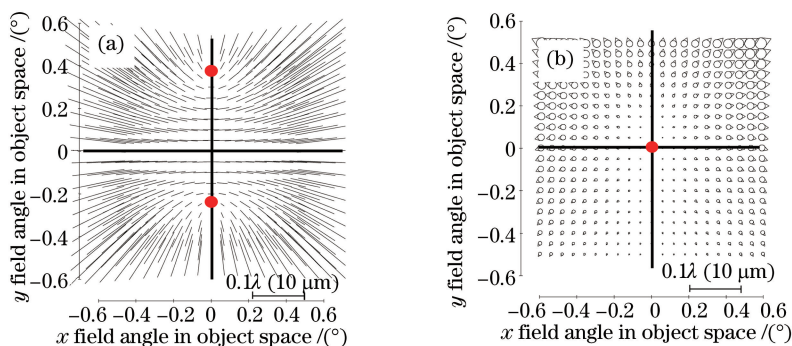 (a)
y field angle in object space /(°)
0.6
0.4
0.2
0
−0.2
−0.4
−0.6
0.1λ (10 μm)
−0.6 −0.4 −0.2 0 0.2 0.4 0.6
x field angle in object space /(°)
(b)
y field angle in object space /(°)
0.6
0.4
0.2
0
−0.2
−0.4
−0.6
0.1λ (10 μm)
−0.6 −0.4 −0.2 0 0.2 0.4 0.6
x field angle in object space /(°)